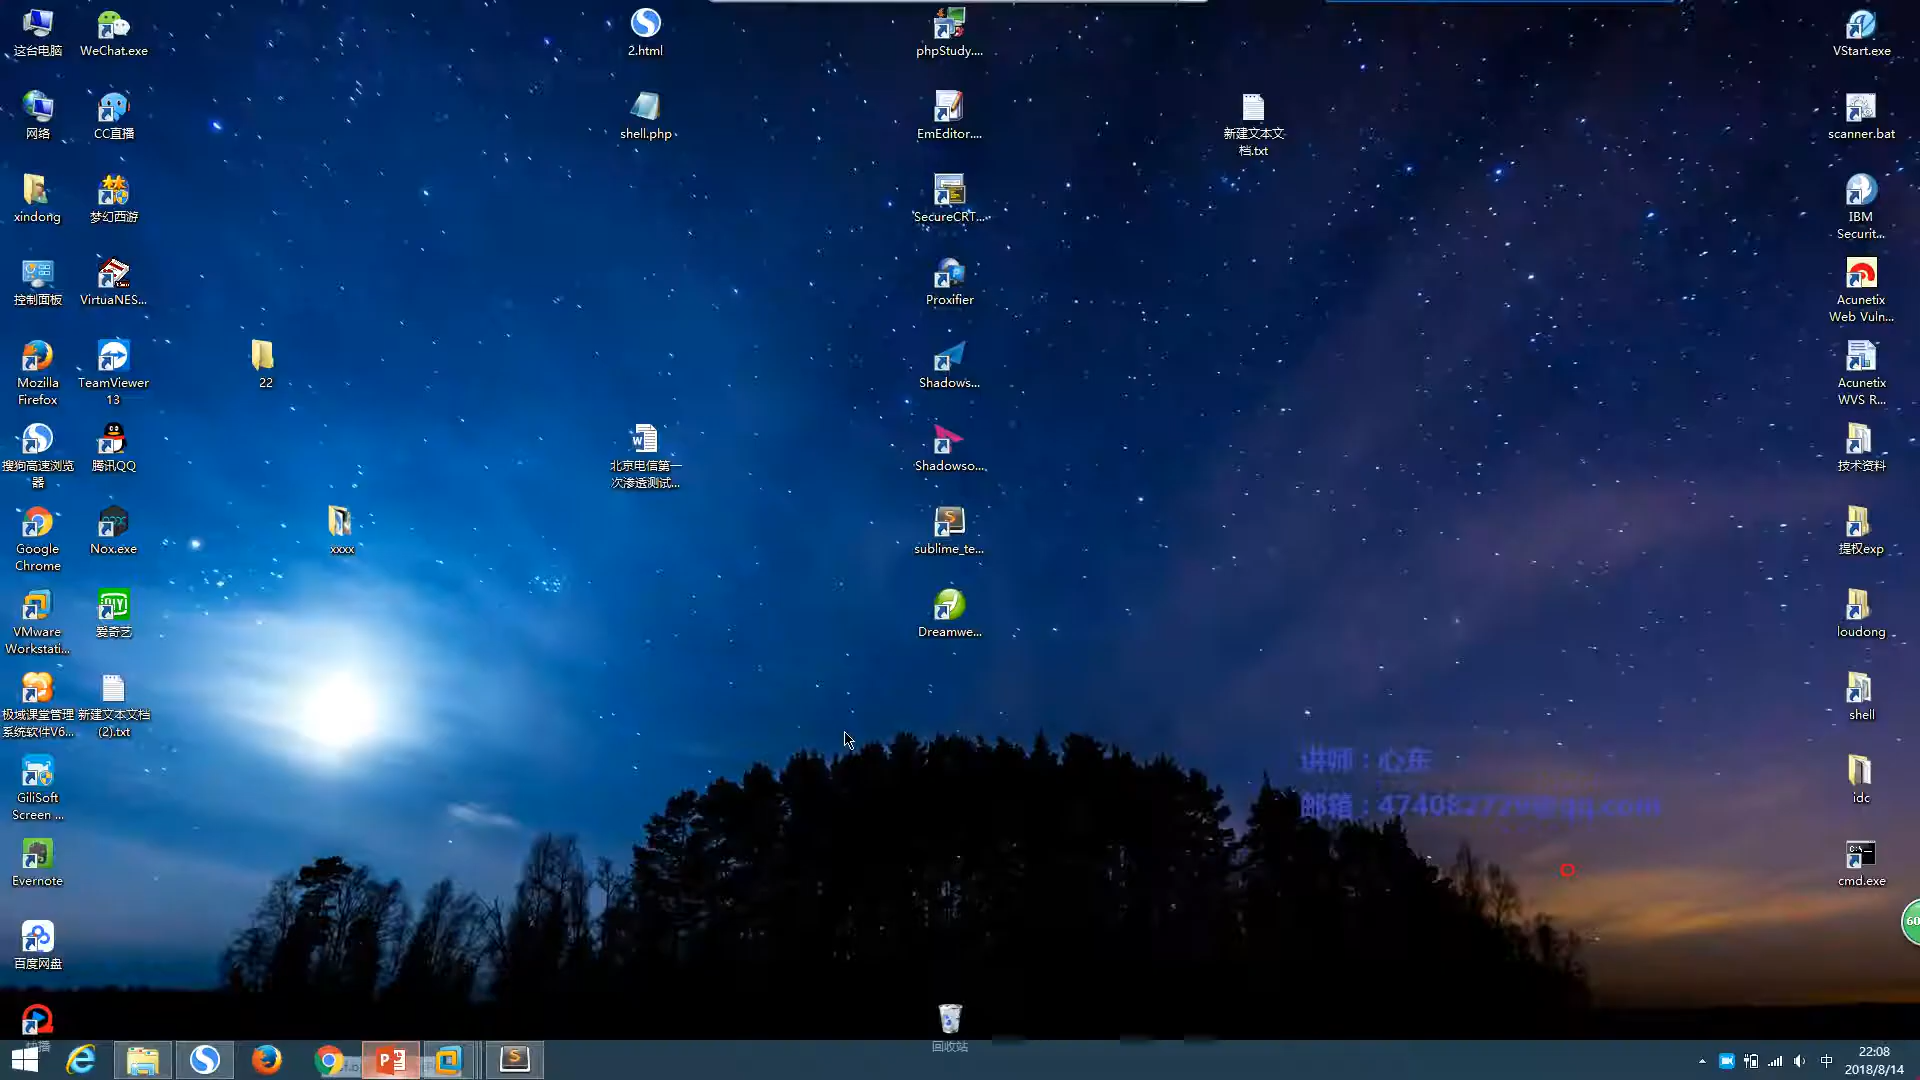 这台电脑
WeChat.exe
2.html
phpStudy....
VStart.exe
网络
CC直播
shell.php
EmEditor....
新建文本文
档.txt
scanner.bat
xindong
梦幻西游
SecureCRT...
IBM
Securit...
控制面板
VirtuaNES...
Proxifier
Acunetix
Web Vuln...
Mozilla
Firefox
TeamViewer
13
22
Shadows...
Acunetix
WVS R...
搜狗高速浏览
器
腾讯QQ
北京电信第一
次渗透测试...
Shadowso...
技术资料
Google
Chrome
Nox.exe
xxxx
sublime_te...
提权exp
VMware
Workstati...
爱奇艺
Dreamwe...
loudong
极域课堂管理
系统软件V6...
新建文本文档
(2).txt
shell
讲师：心东
邮箱：474082729@qq.com
GiliSoft
Screen ...
idc
Evernote
cmd.exe
60
百度网盘
回收站
中
22:08
2018/8/14